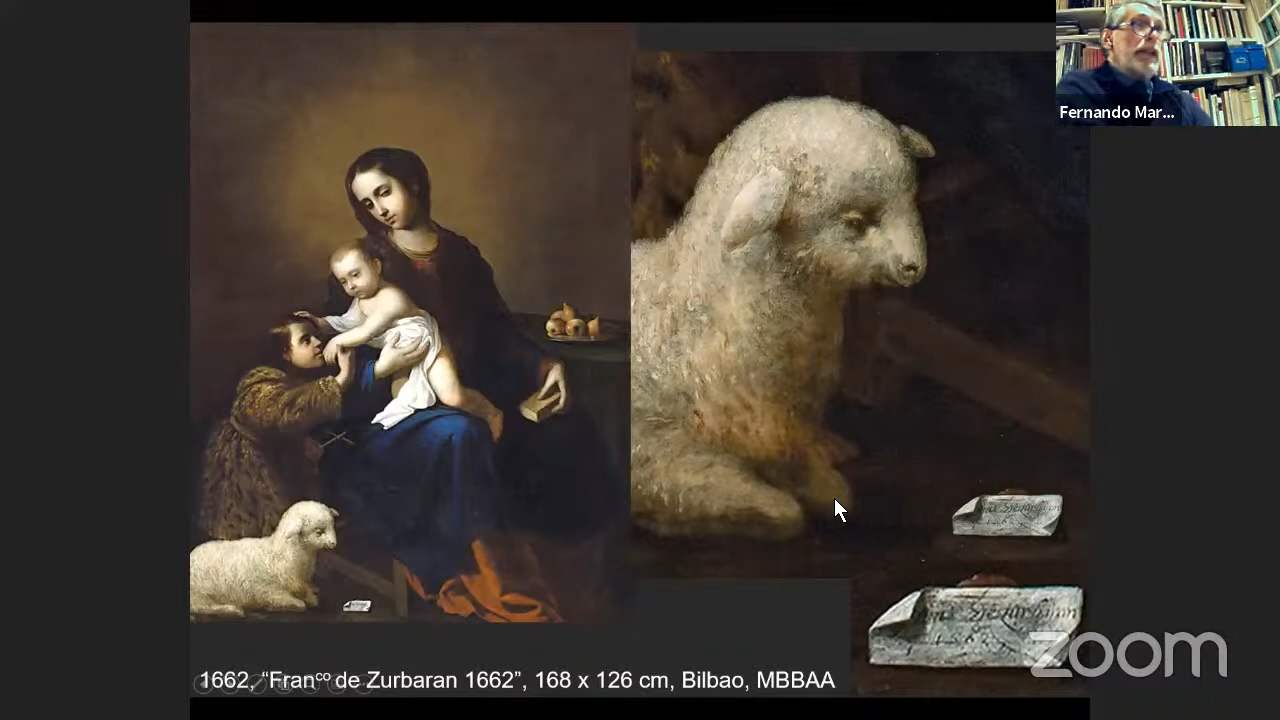 Fernando Mar...
1662, “Franᶜᵒ de Zurbaran 1662”, 168 x 126 cm, Bilbao, MBBAA
zoom